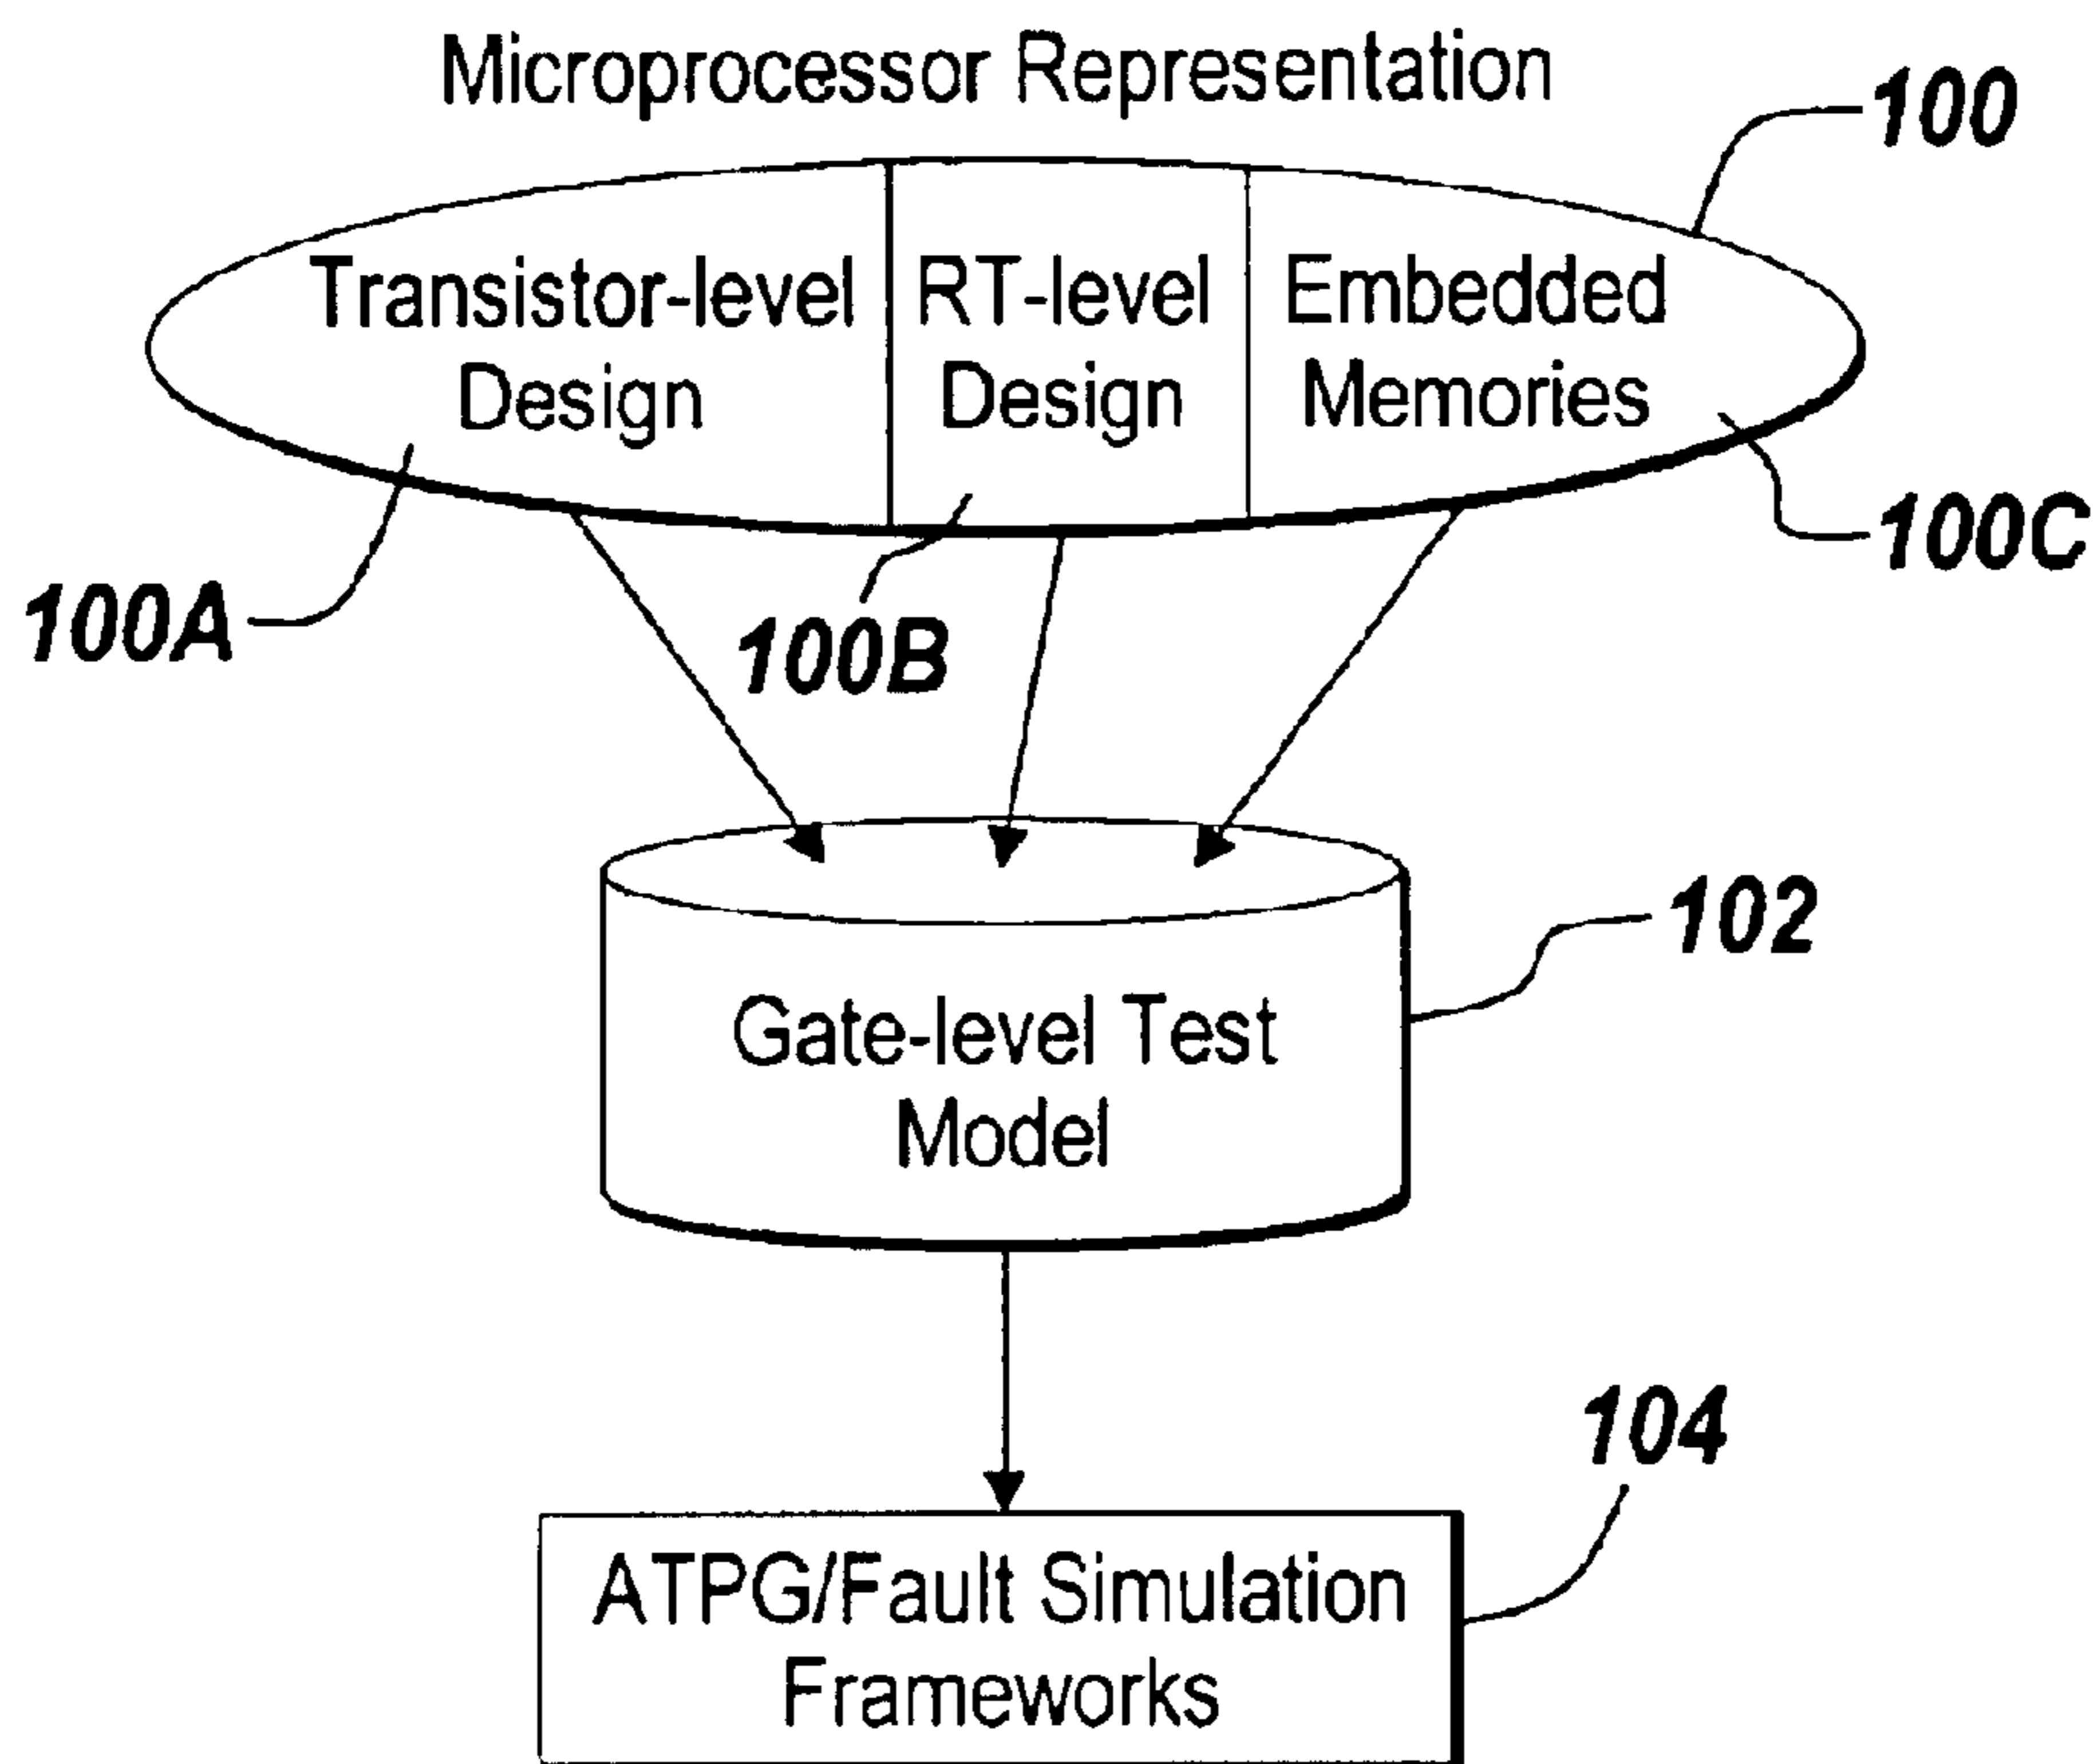 Microprocessor Representation
100
Transistor-level
Design
RT-level
Design
Embedded
Memories
100A
100B
100C
102
Gate-level Test
Model
104
ATPG/Fault Simulation
Frameworks